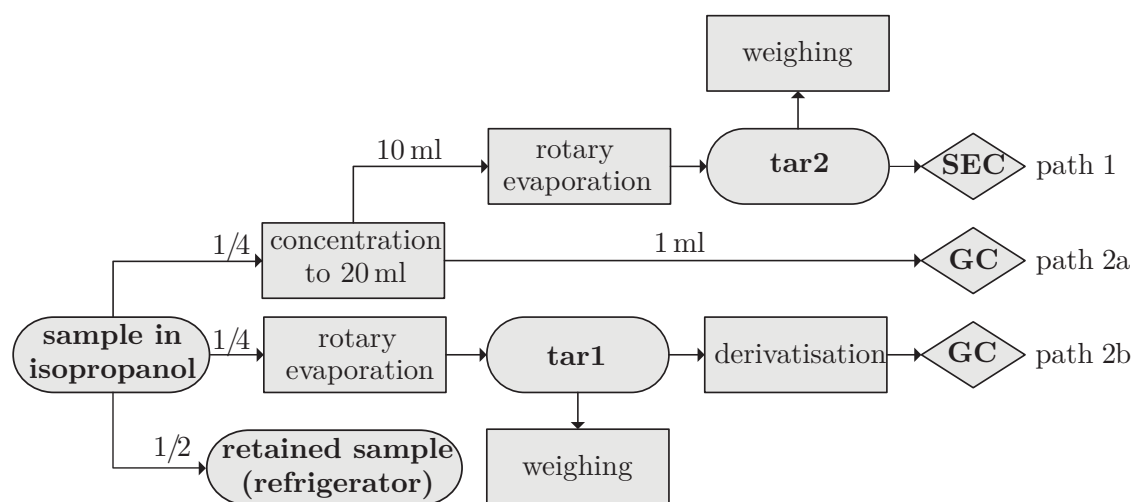 weighing
10 ml
rotary
evaporation
tar2
SEC
path 1
1/4
concentration
to 20 ml
1 ml
GC
path 2a
sample in
isopropanol
1/4
rotary
evaporation
tar1
derivatisation
GC
path 2b
1/2
retained sample
(refrigerator)
weighing